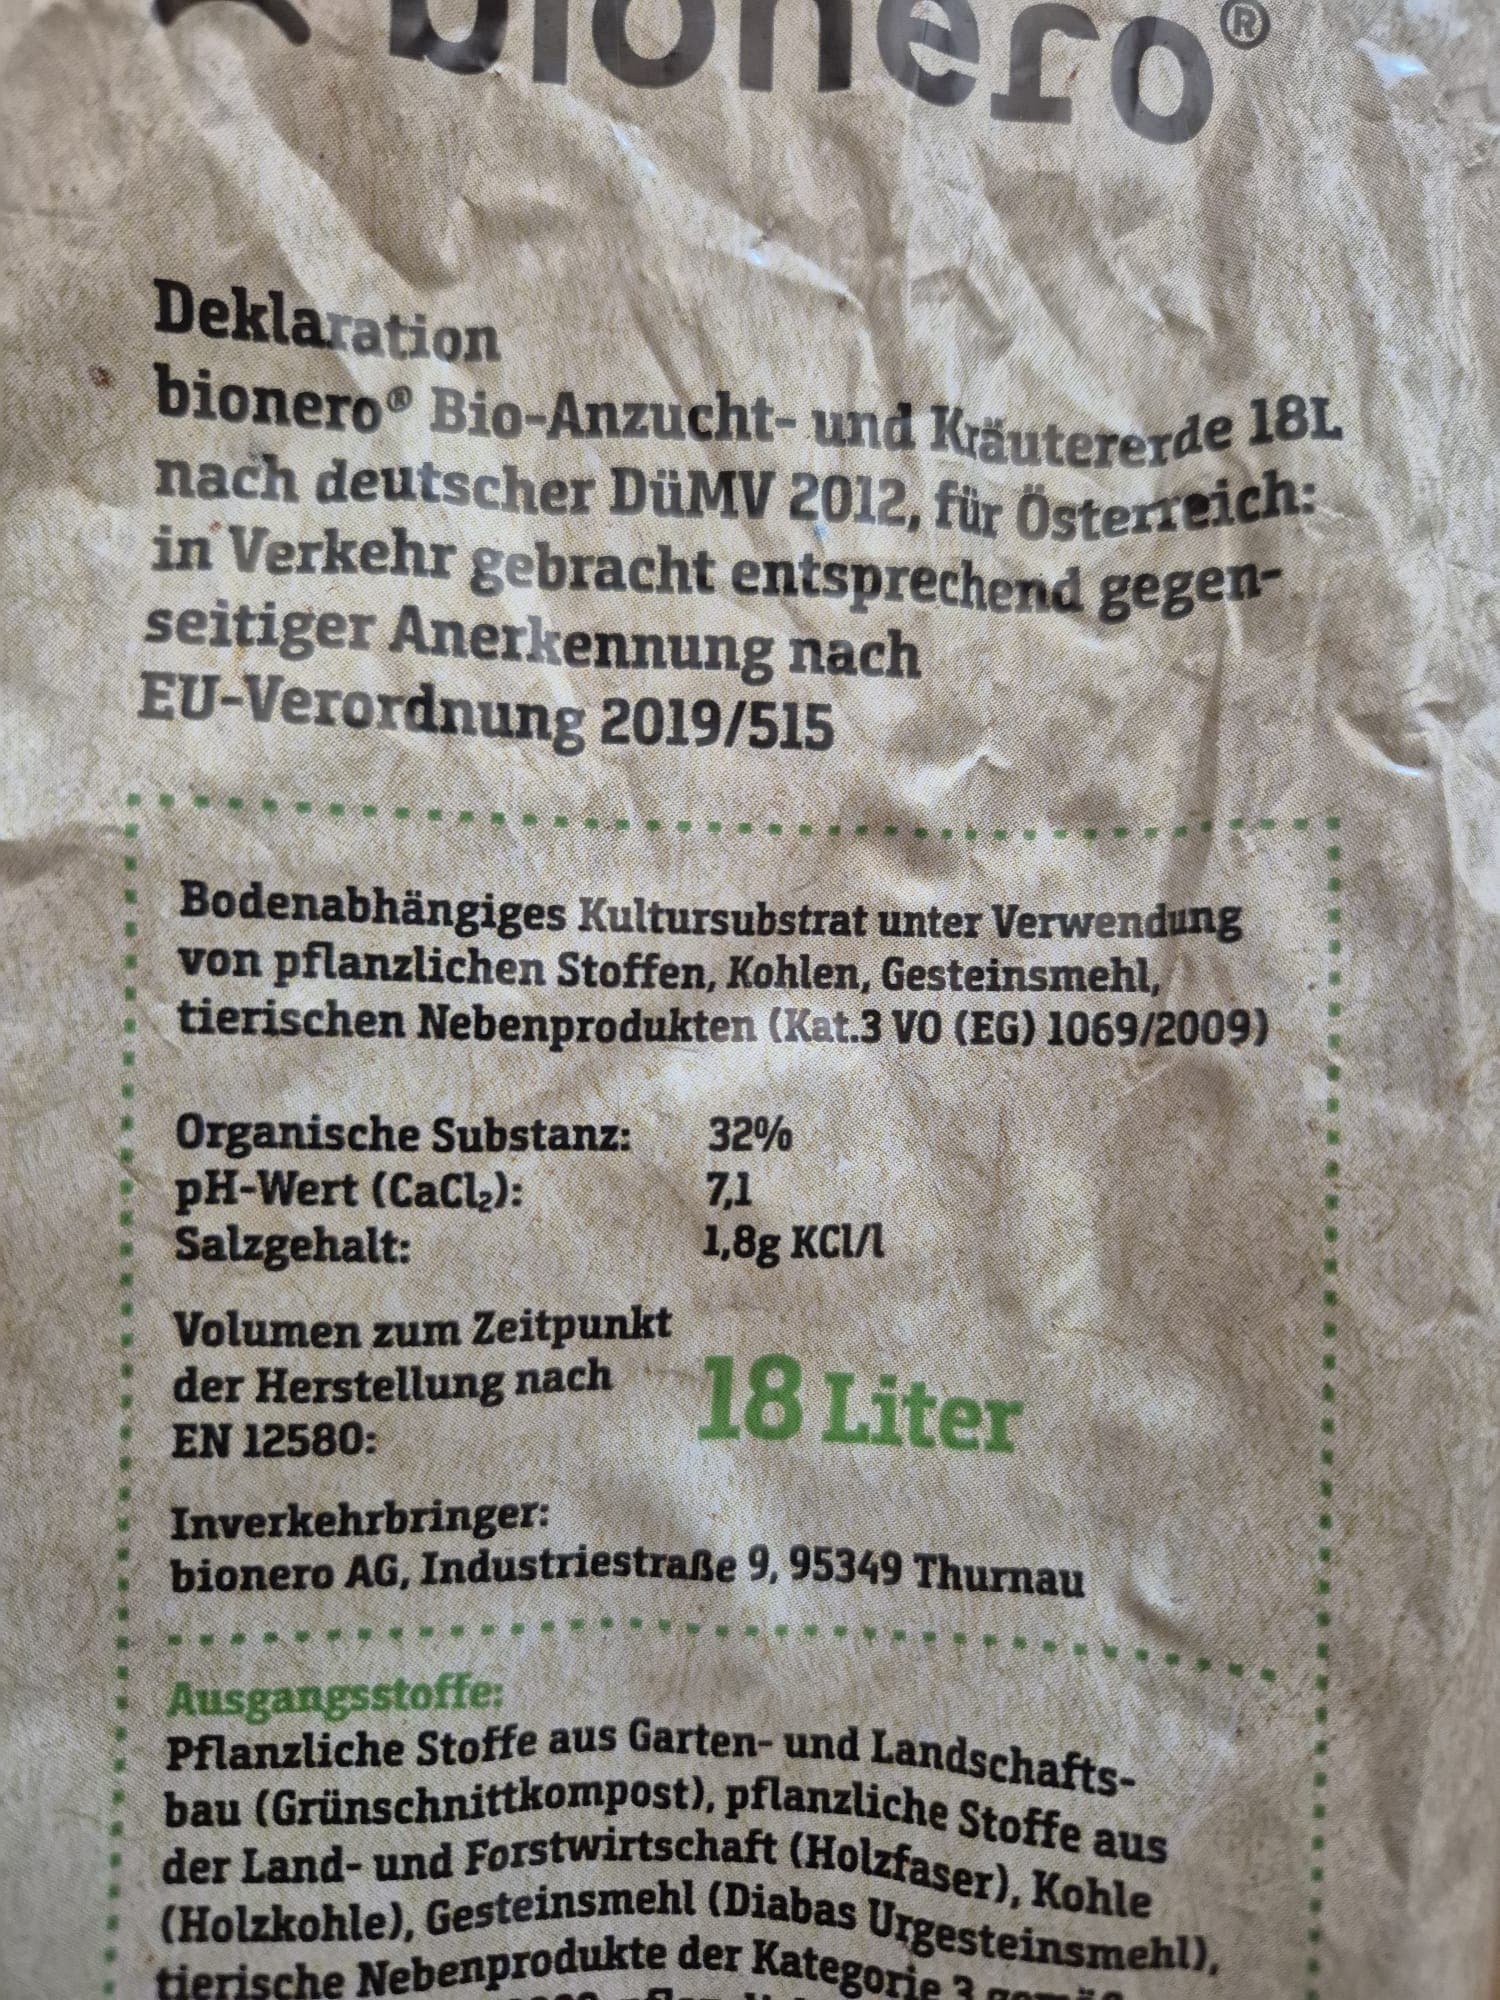 bionero®
Deklaration
bionero® Bio-Anzucht- und Kräutererde 18L
nach deutscher DüMV 2012, für Österreich:
in Verkehr gebracht entsprechend gegen-
seitiger Anerkennung nach
EU-Verordnung 2019/515
Bodenabhängiges Kultursubstrat unter Verwendung
von pflanzlichen Stoffen, Kohlen, Gesteinsmehl,
tierischen Nebenprodukten (Kat.3 VO (EG) 1069/2009)
Organische Substanz: 32%
pH-Wert (CaCl₂): 7,1
Salzgehalt: 1,8g KCl/l
Volumen zum Zeitpunkt
der Herstellung nach
EN 12580: 18 Liter
Inverkehrbringer:
bionero AG, Industriestraße 9, 95349 Thurnau
Ausgangsstoffe:
Pflanzliche Stoffe aus Garten- und Landschafts-
bau (Grünschnittkompost), pflanzliche Stoffe aus
der Land- und Forstwirtschaft (Holzfaser), Kohle
(Holzkohle), Gesteinsmehl (Diabas Urgesteinsmehl),
tierische Nebenprodukte der Kategorie 3 gemäß